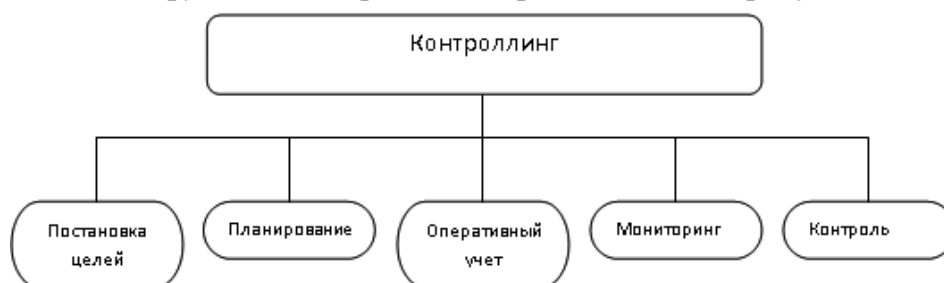 Контроллинг
Постановка
целей
Планирование
Оперативный
учет
Мониторинг
Контроль